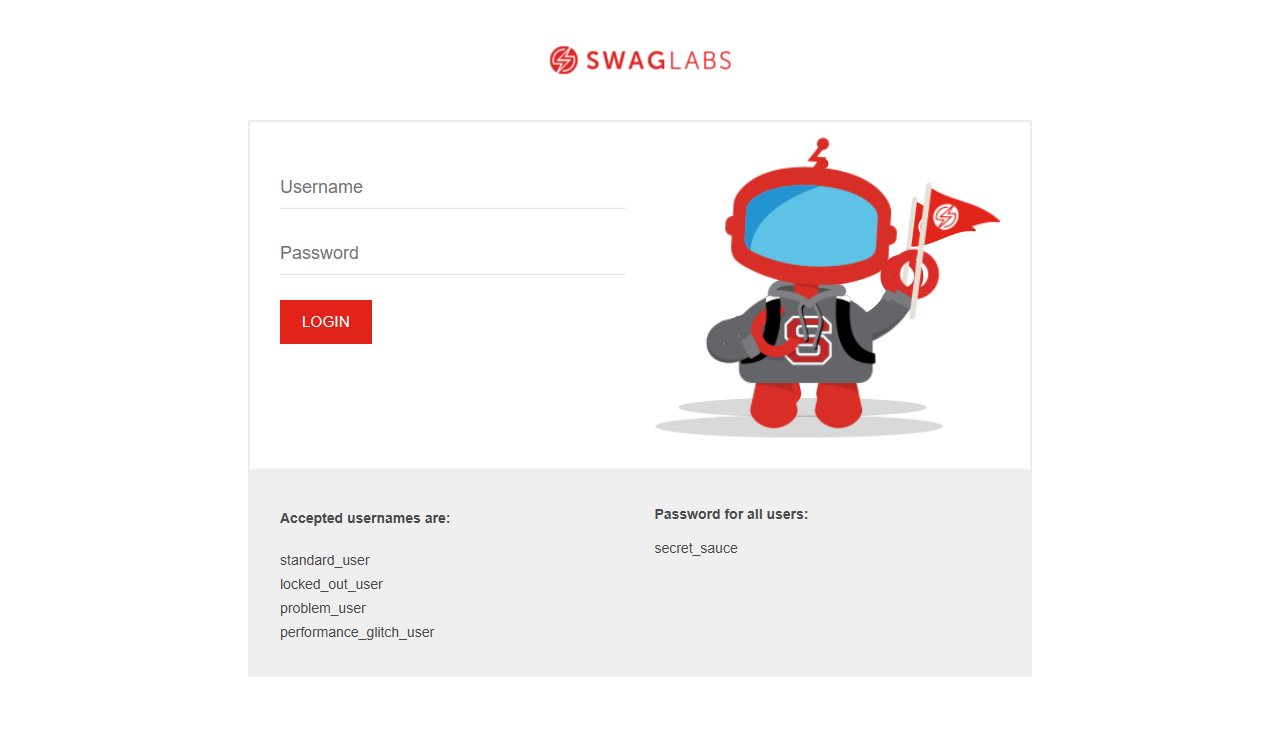 SWAGLABS
Username
Password
LOGIN
S
Accepted usernames are:
standard_user
locked_out_user
problem_user
performance_glitch_user
Password for all users:
secret_sauce